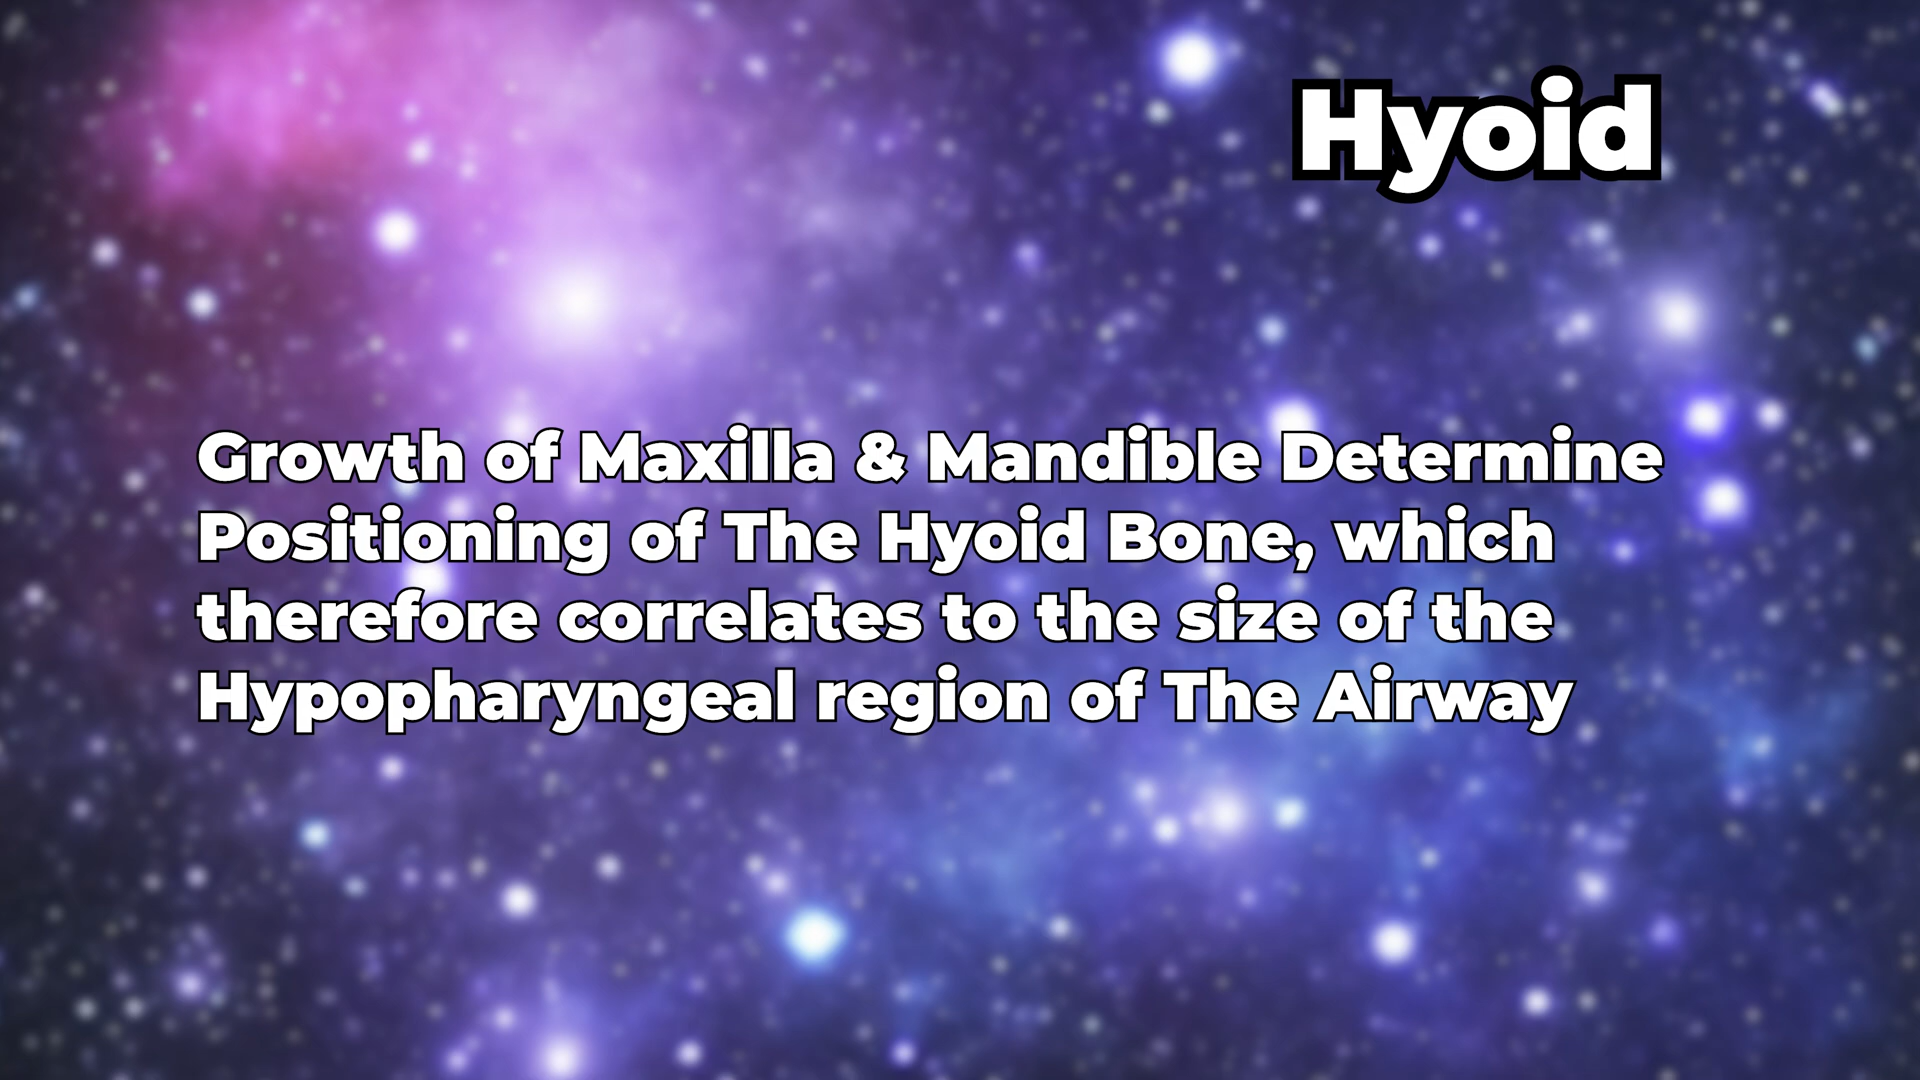 Hyoid
Growth of Maxilla & Mandible Determine
Positioning of The Hyoid Bone, which
therefore correlates to the size of the
Hypopharyngeal region of The Airway